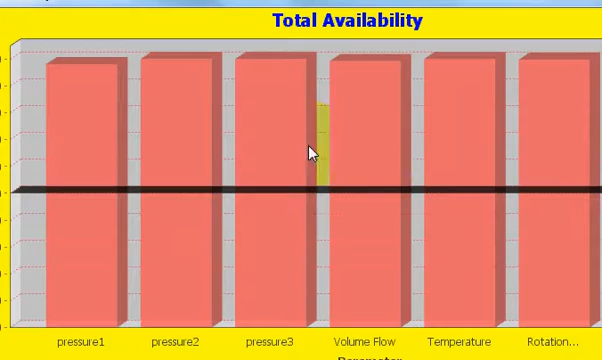 Total Availability
pressure1 pressure2 pressure3 Volume Flow Temperature Rotation...